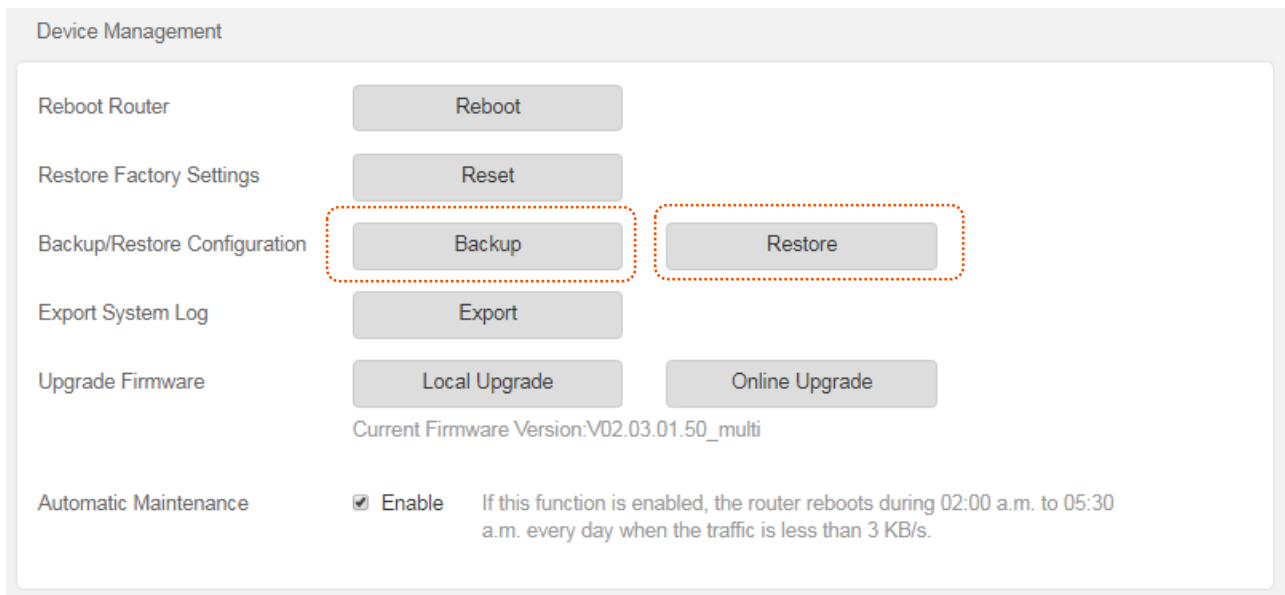 Device Management
Reboot Router Reboot
Restore Factory Settings Reset
Backup/Restore Configuration Backup Restore
Export System Log Export
Upgrade Firmware Local Upgrade Online Upgrade
Current Firmware Version:V02.03.01.50_multi
Automatic Maintenance Enable If this function is enabled, the router reboots during 02:00 a.m. to 05:30
a.m. every day when the traffic is less than 3 KB/s.